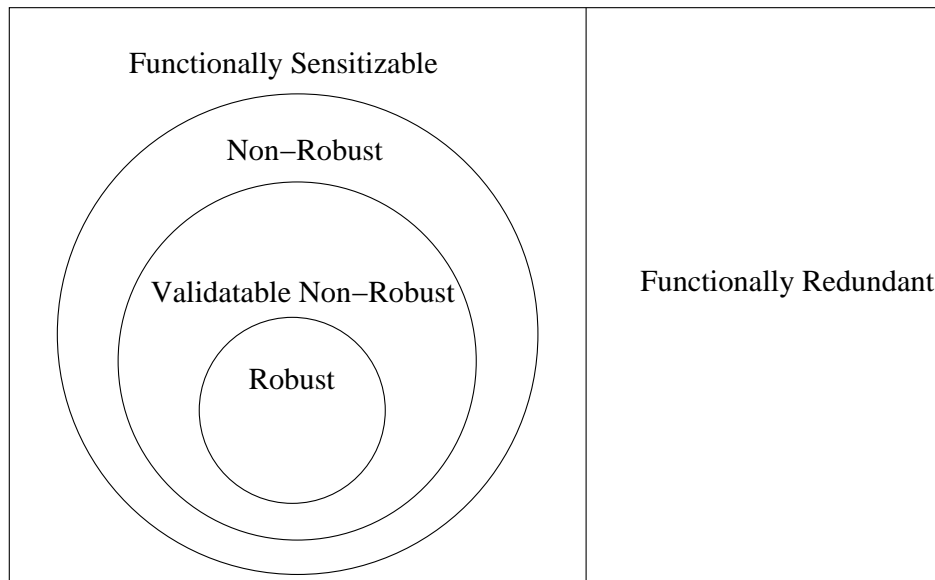 Functionally Sensitizable
Non−Robust
Validatable Non−Robust
Robust
Functionally Redundant